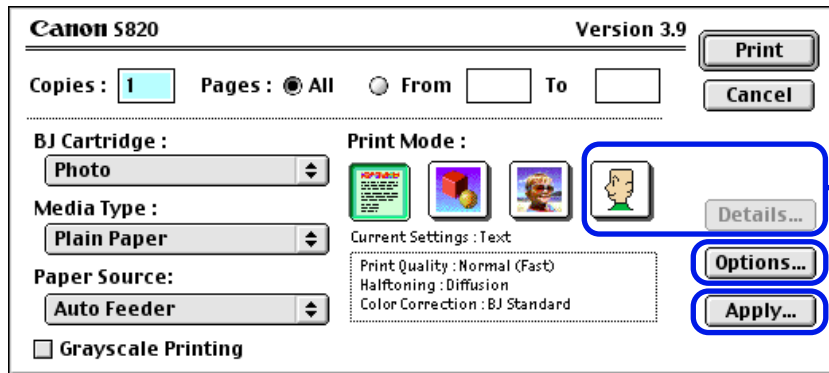 Canon S820 Version 3.9
Print
Copies : 1 Pages : All From To
Cancel
BJ Cartridge :
Photo
Media Type :
Plain Paper
Paper Source:
Auto Feeder
Grayscale Printing
Print Mode :
Current Settings : Text
Print Quality : Normal (Fast)
Halftoning : Diffusion
Color Correction : BJ Standard
Details...
Options...
Apply...